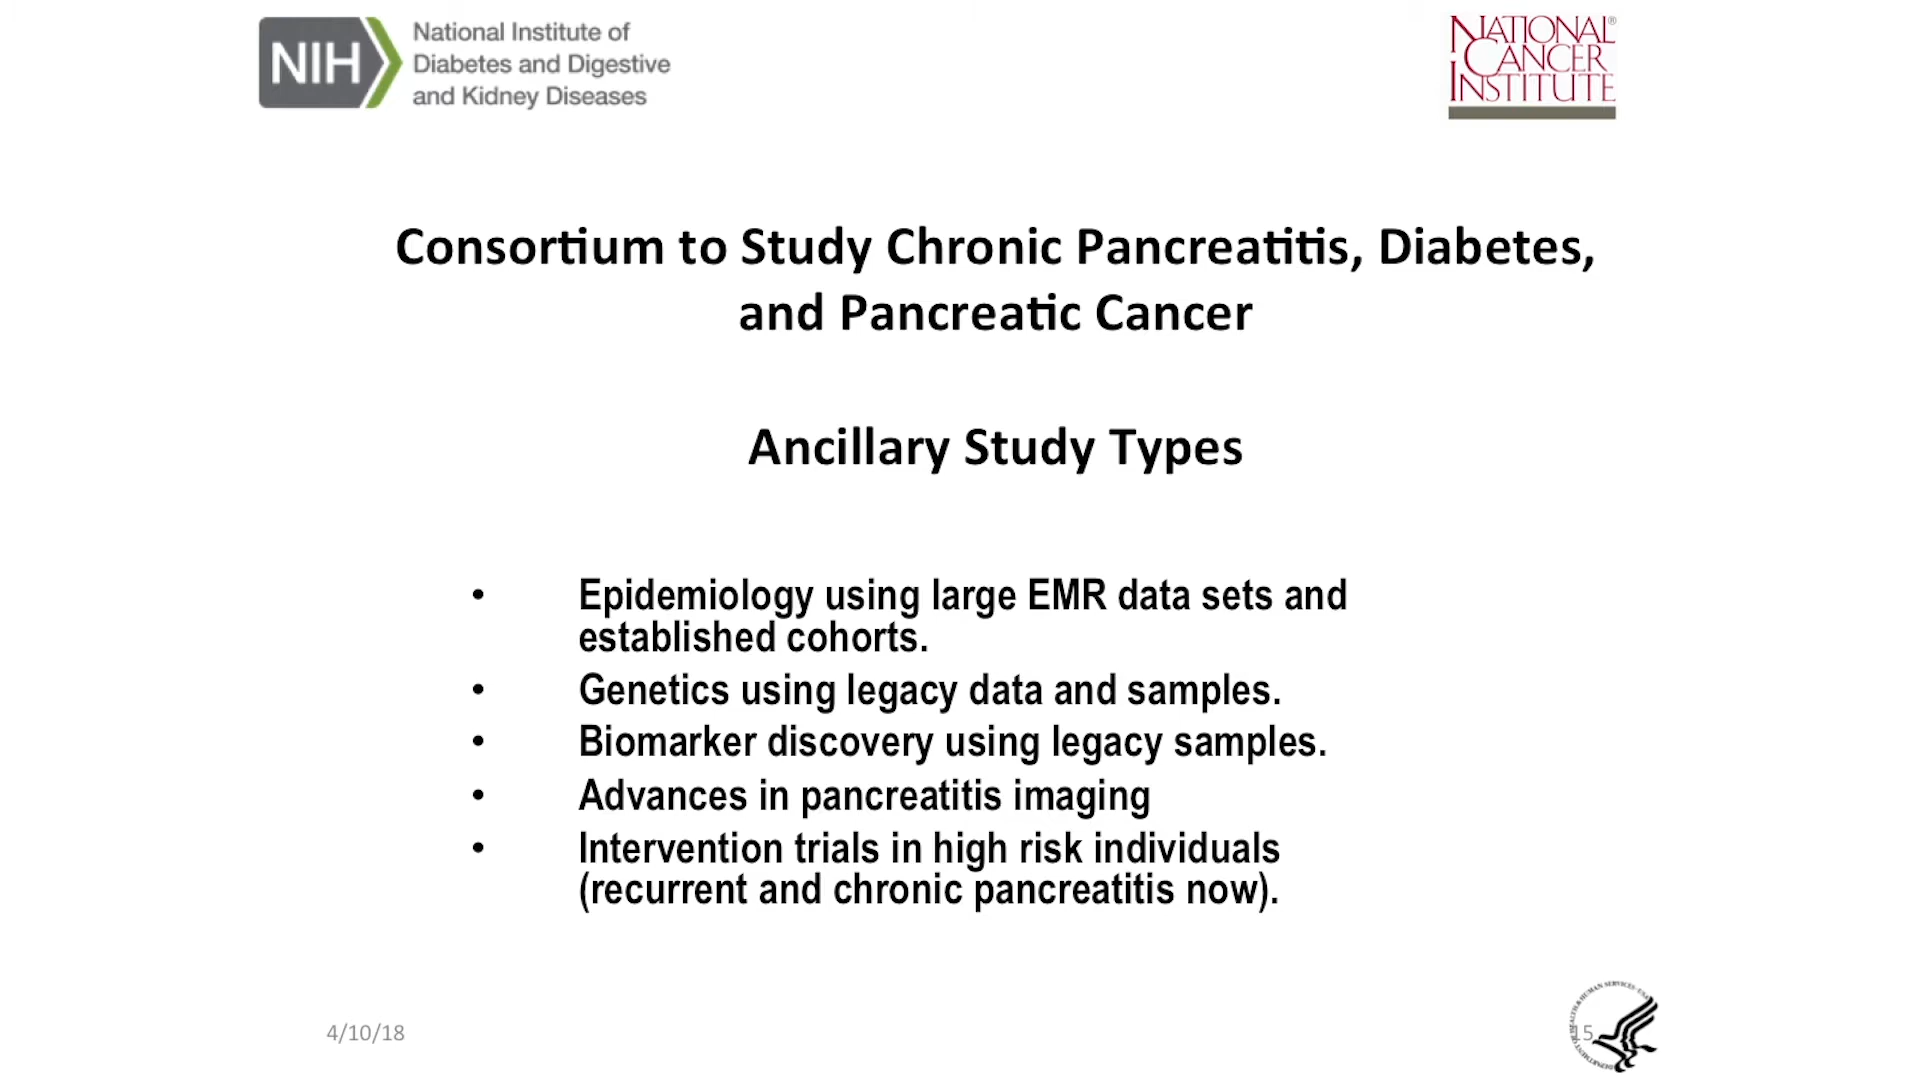 NIH
National Institute of
Diabetes and Digestive
and Kidney Diseases
NATIONAL®
CANCER
INSTITUTE
Consortium to Study Chronic Pancreatitis, Diabetes,
and Pancreatic Cancer
Ancillary Study Types
• Epidemiology using large EMR data sets and
established cohorts.
• Genetics using legacy data and samples.
• Biomarker discovery using legacy samples.
• Advances in pancreatitis imaging
• Intervention trials in high risk individuals
(recurrent and chronic pancreatitis now).
4/10/18
15